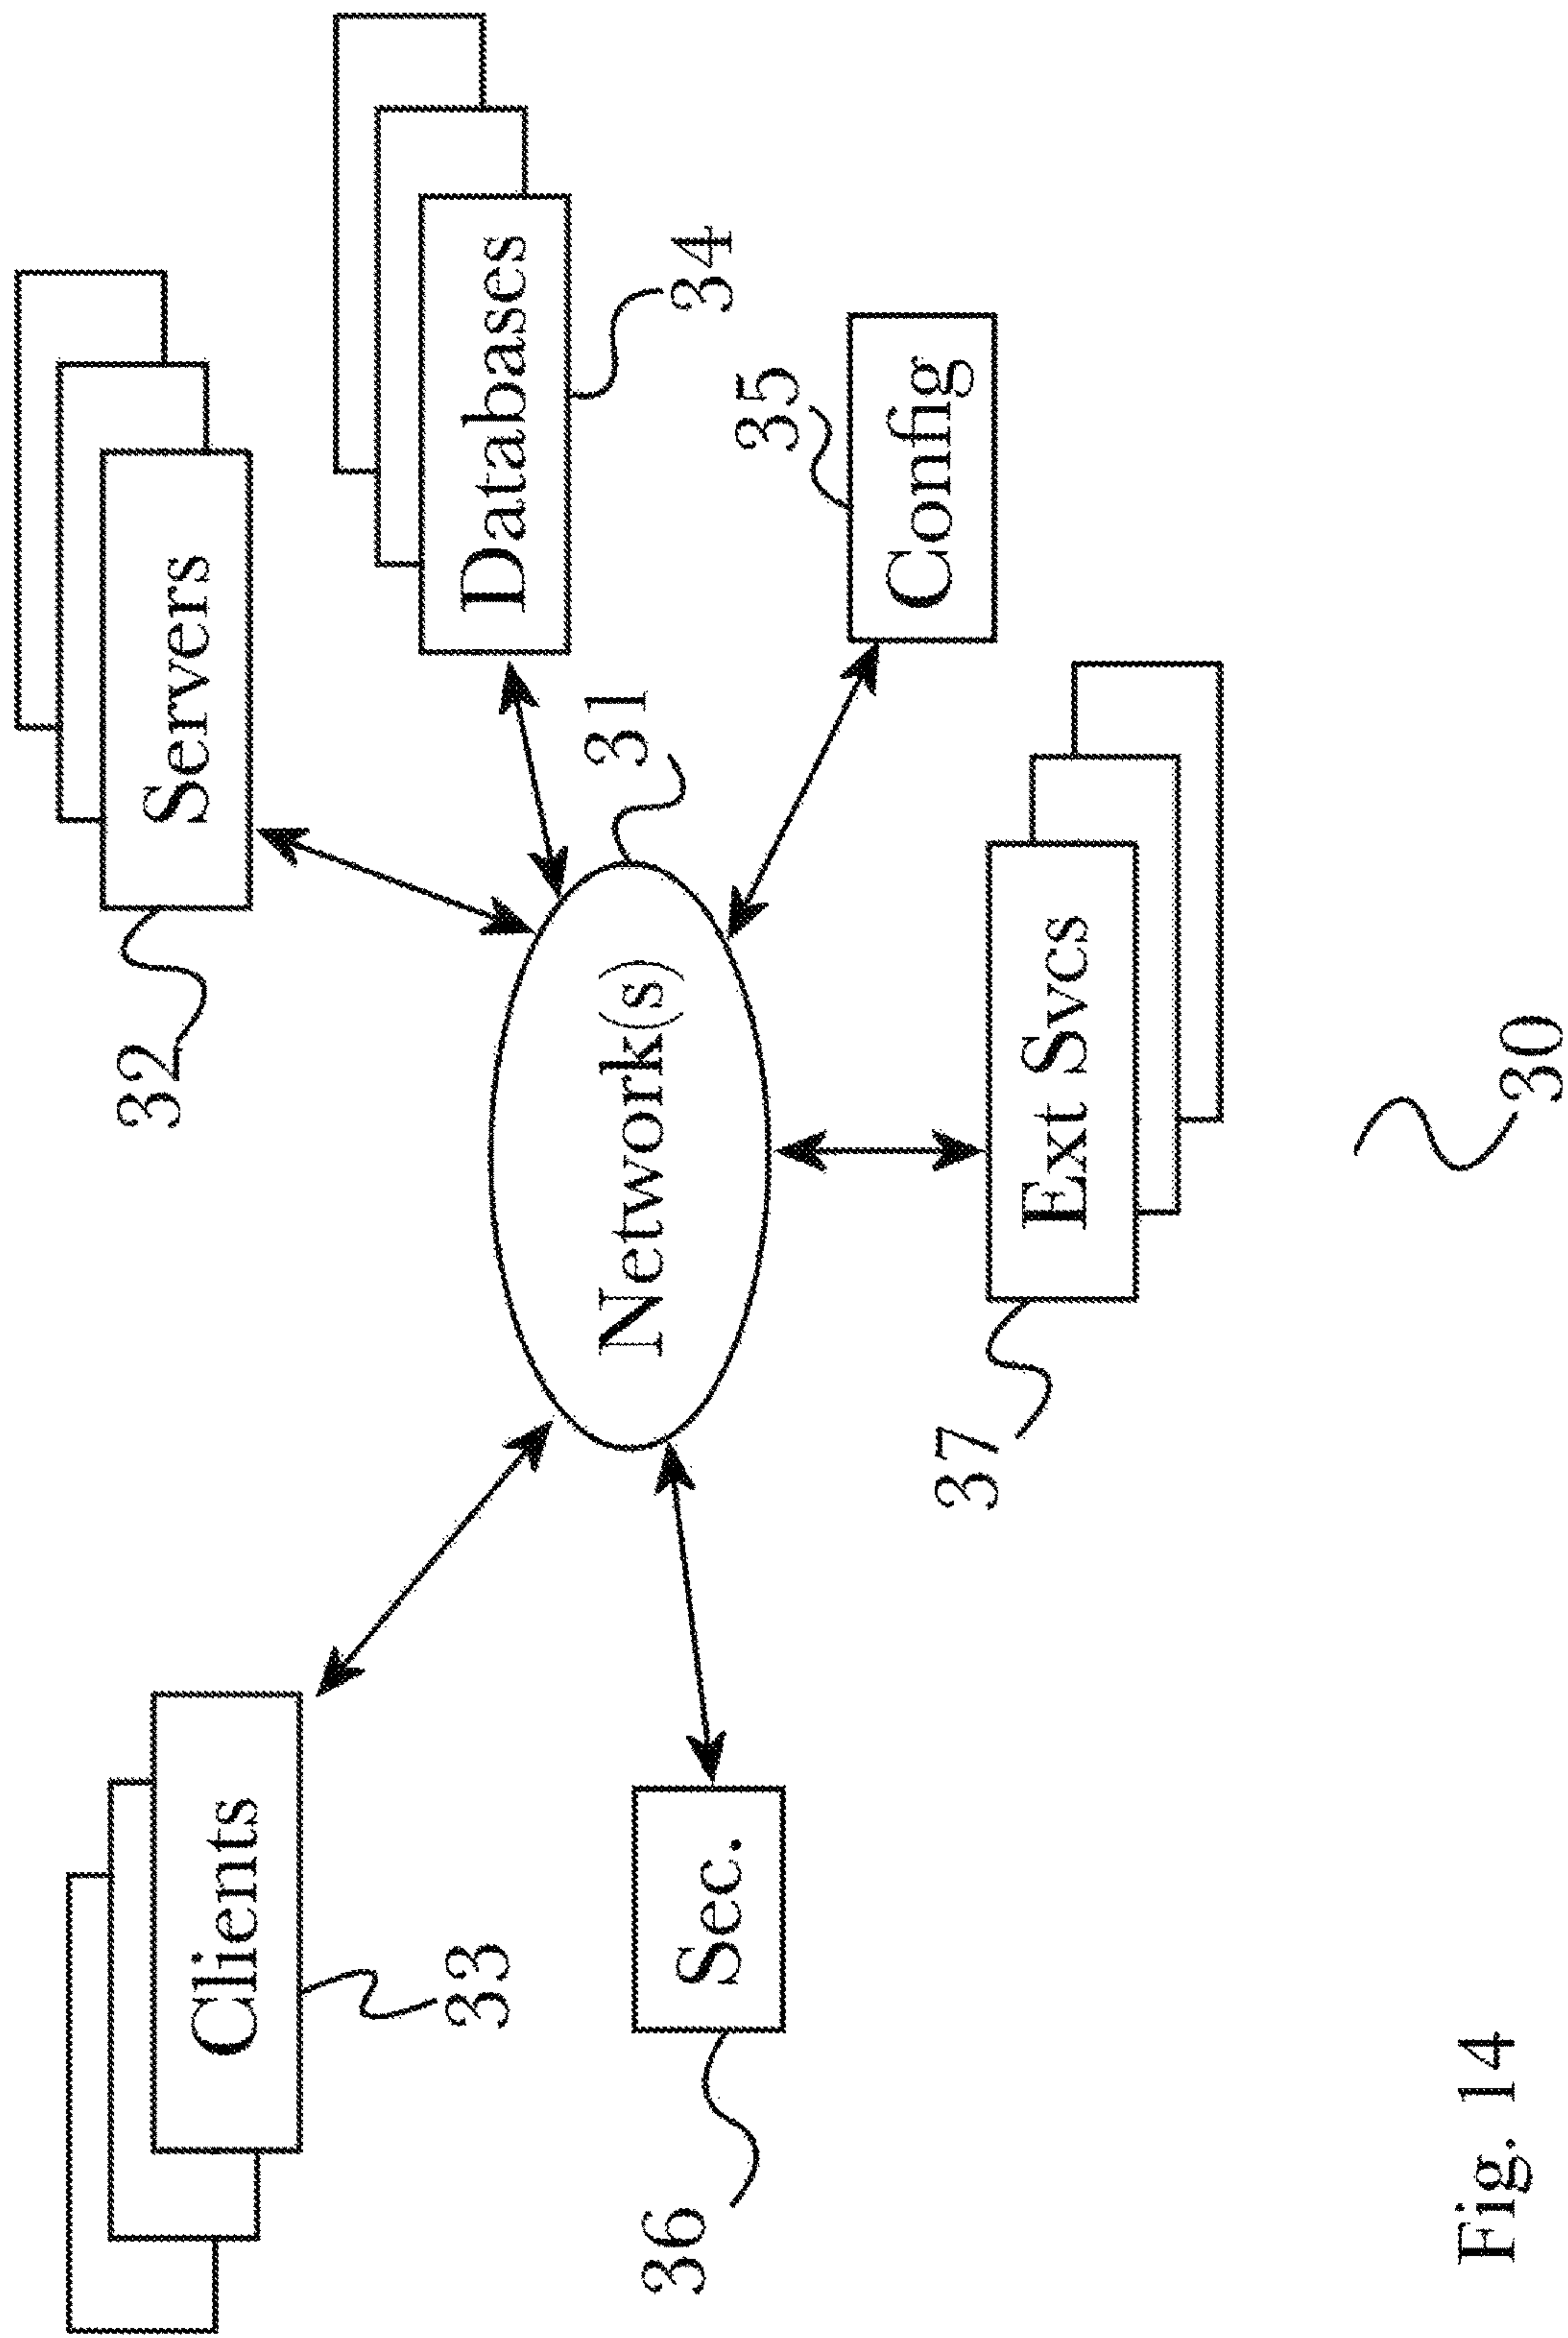 Clients
33
32
Servers
Databases
34
Network(s)
31
36
Sec.
35
Config
37
Ext Svcs
30
Fig. 14